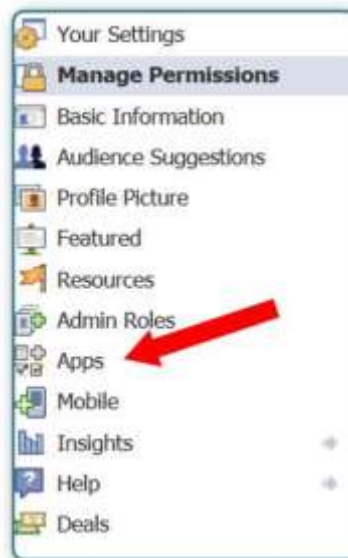 Your Settings
Manage Permissions
Basic Information
Audience Suggestions
Profile Picture
Featured
Resources
Admin Roles
Apps
Mobile
Insights
Help
Deals